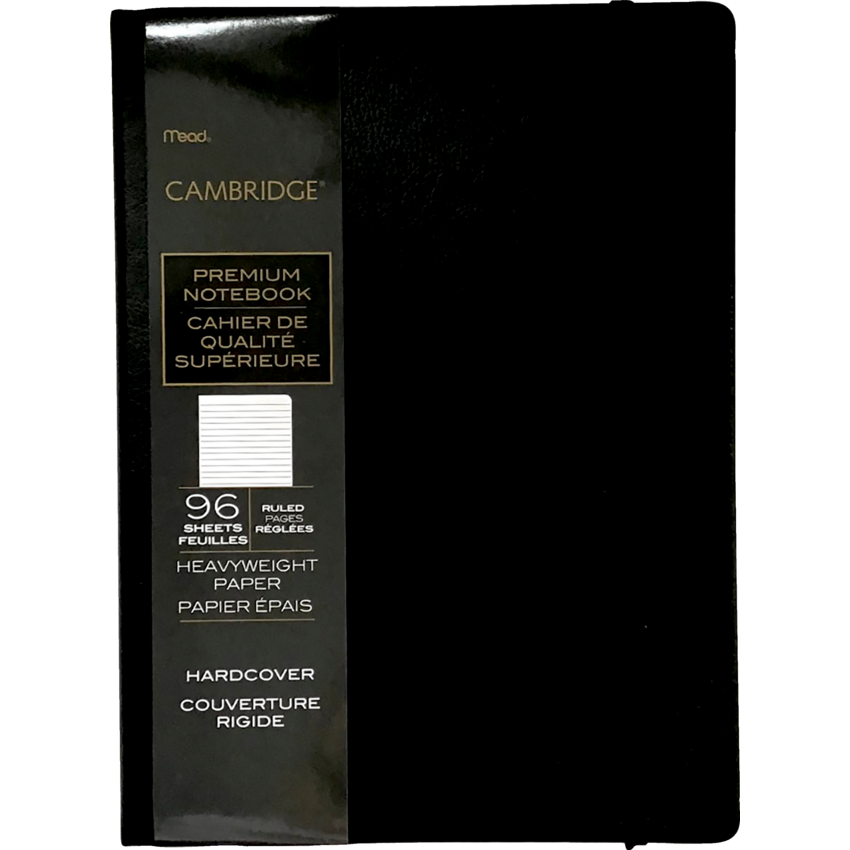 Mead®
CAMBRIDGE®
PREMIUM
NOTEBOOK
CAHIER DE
QUALITÉ
SUPÉRIEURE
96
SHEETS
FEUILLES
RULED
PAGES
RÉGLÉES
HEAVYWEIGHT
PAPER
PAPIER ÉPAIS
HARDCOVER
COUVERTURE
RIGIDE